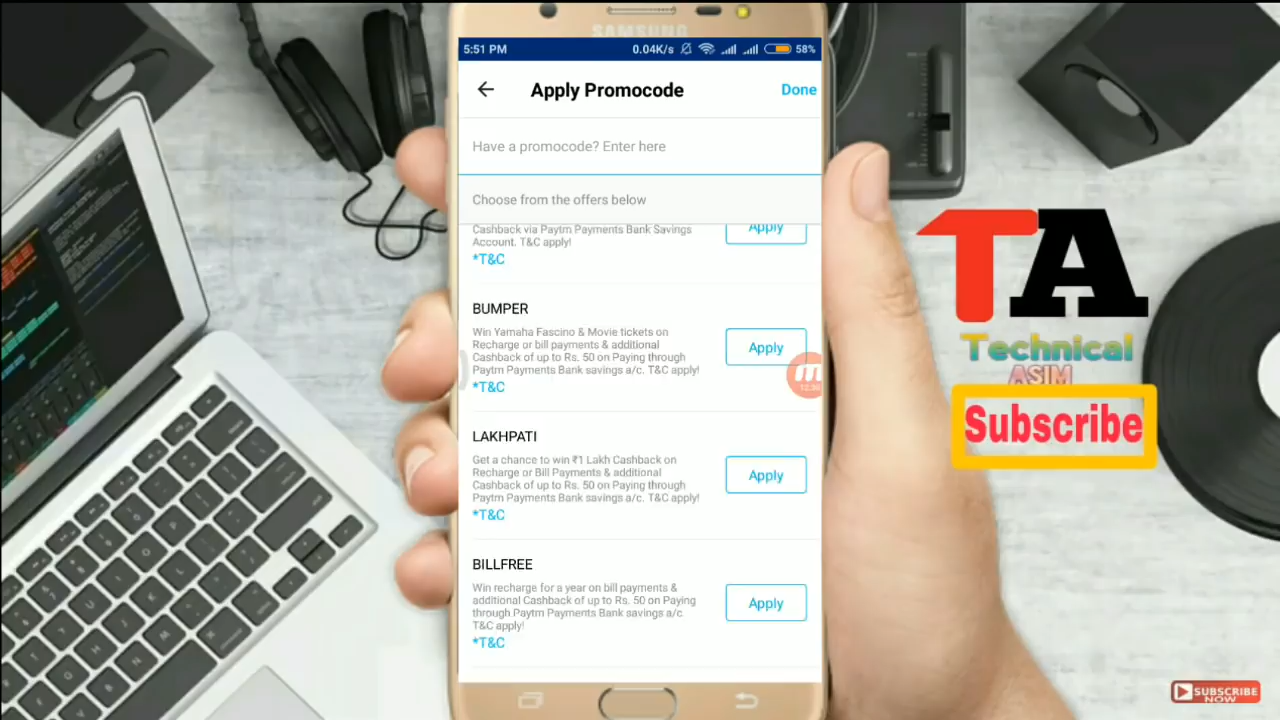 SAMSUNG
5:51 PM 0.04K/s 58%
Apply Promocode Done
Have a promocode? Enter here
Choose from the offers below
Cashback via Paytm Payments Bank Savings
Account. T&C apply!
Apply
*T&C
BUMPER
Win Yamaha Fascino & Movie tickets on
Recharge or bill payments & additional
Cashback of up to Rs. 50 on Paying through
Paytm Payments Bank savings a/c. T&C apply!
Apply
*T&C
LAKHPATI
Get a chance to win ₹1 Lakh Cashback on
Recharge or Bill Payments & additional
Cashback of up to Rs. 50 on Paying through
Paytm Payments Bank savings a/c. T&C apply!
Apply
*T&C
BILLFREE
Win recharge for a year on bill payments &
additional Cashback of up to Rs. 50 on Paying
through Paytm Payments Bank savings a/c
T&C apply!
Apply
*T&C
TA
Technical
ASIM
Subscribe
SUBSCRIBE
NOW